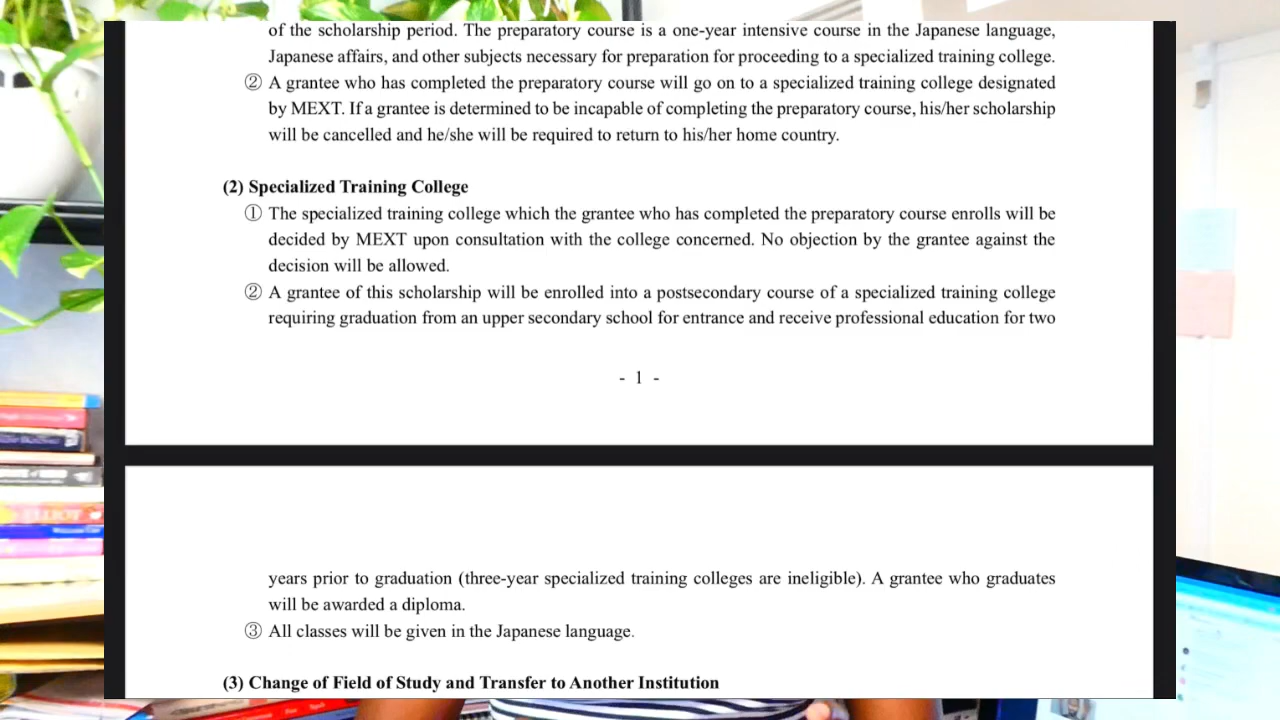 of the scholarship period. The preparatory course is a one-year intensive course in the Japanese language,
Japanese affairs, and other subjects necessary for preparation for proceeding to a specialized training college.
② A grantee who has completed the preparatory course will go on to a specialized training college designated
by MEXT. If a grantee is determined to be incapable of completing the preparatory course, his/her scholarship
will be cancelled and he/she will be required to return to his/her home country.
(2) Specialized Training College
① The specialized training college which the grantee who has completed the preparatory course enrolls will be
decided by MEXT upon consultation with the college concerned. No objection by the grantee against the
decision will be allowed.
② A grantee of this scholarship will be enrolled into a postsecondary course of a specialized training college
requiring graduation from an upper secondary school for entrance and receive professional education for two
- 1 -
years prior to graduation (three-year specialized training colleges are ineligible). A grantee who graduates
will be awarded a diploma.
③ All classes will be given in the Japanese language.
(3) Change of Field of Study and Transfer to Another Institution